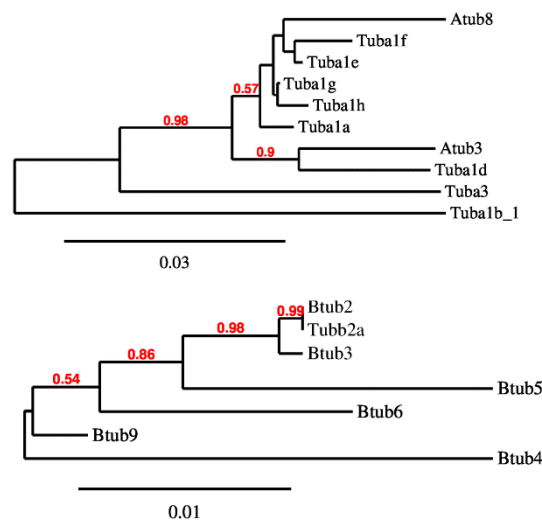 Atub8
Tuba1f
Tuba1e
0.57
Tuba1g
Tuba1h
0.98
Tuba1a
Atub3
0.9
Tuba1d
Tuba3
Tuba1b_1
0.03
0.99
Btub2
Tubb2a
0.98
Btub3
0.86
0.54
Btub5
Btub6
Btub9
Btub4
0.01